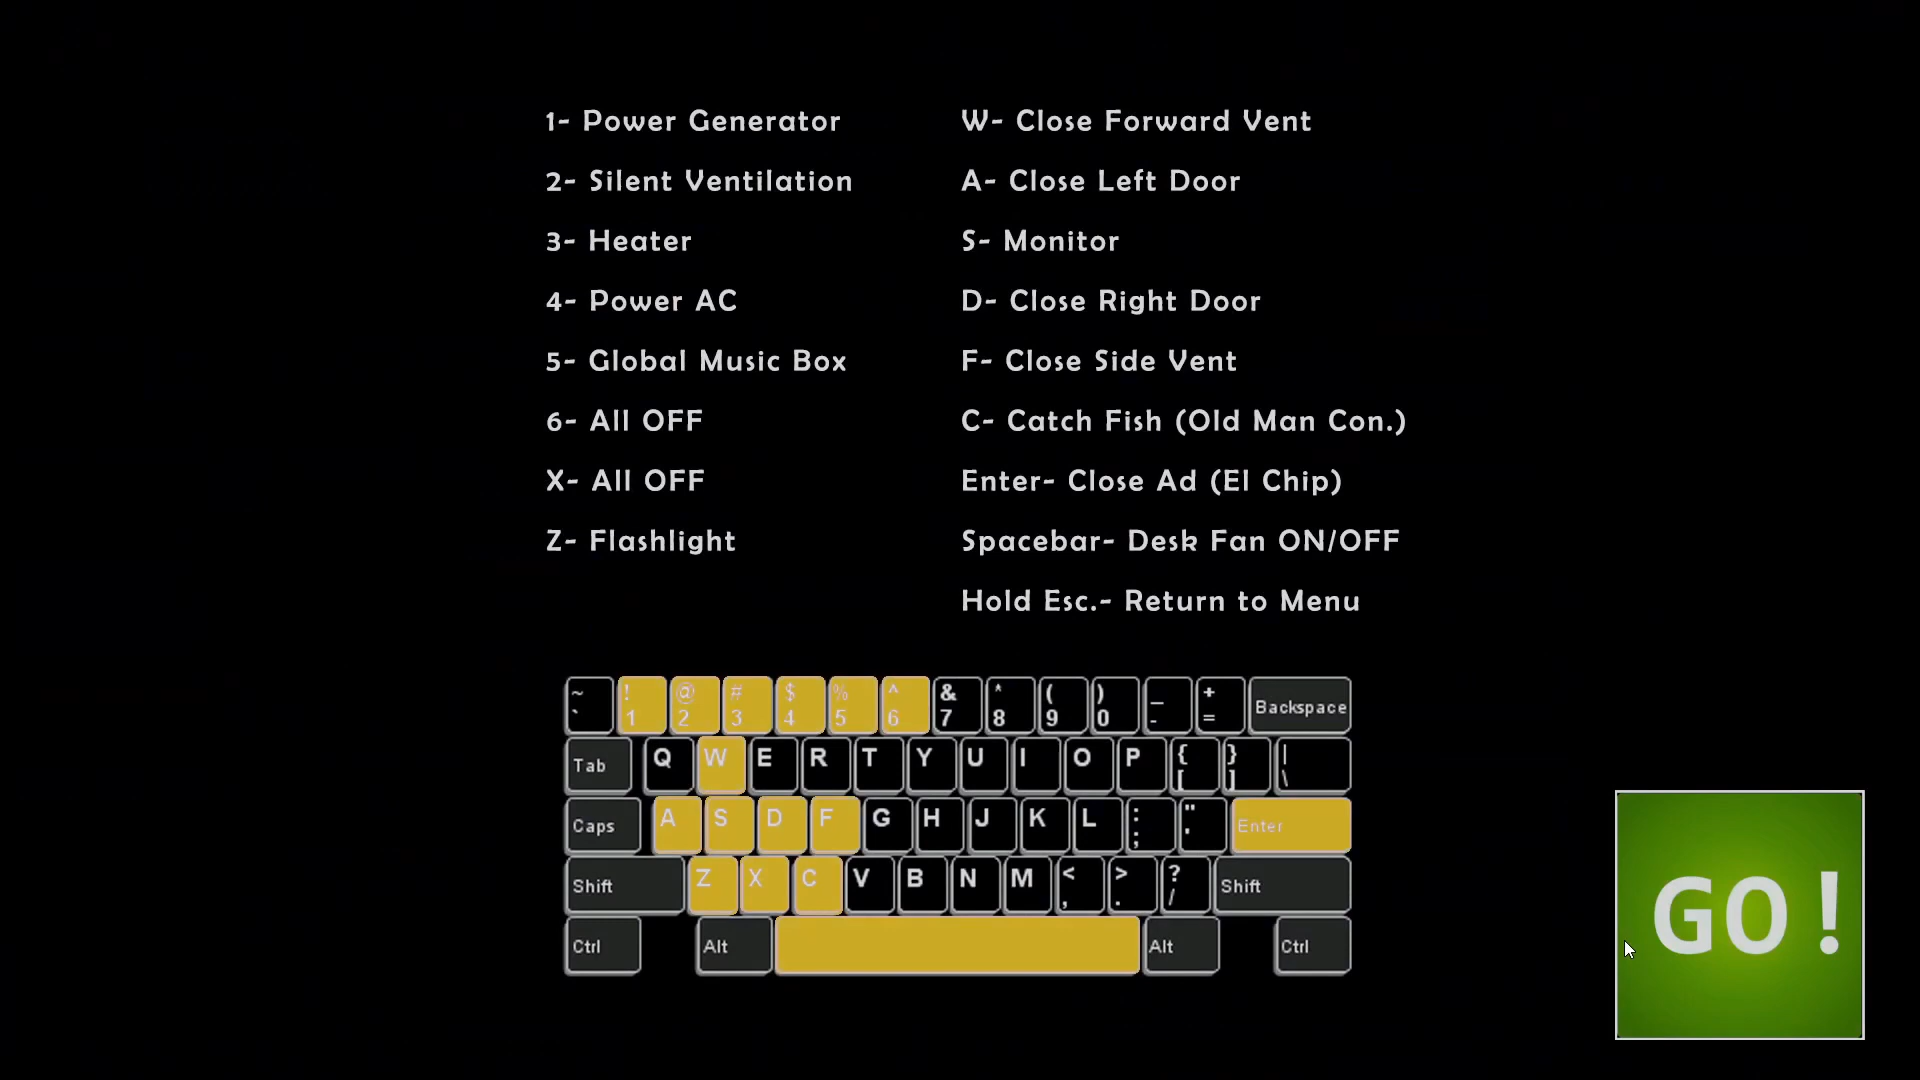 1- Power Generator
2- Silent Ventilation
3- Heater
4- Power AC
5- Global Music Box
6- All OFF
X- All OFF
Z- Flashlight
W- Close Forward Vent
A- Close Left Door
S- Monitor
D- Close Right Door
F- Close Side Vent
C- Catch Fish (Old Man Con.)
Enter- Close Ad (El Chip)
Spacebar- Desk Fan ON/OFF
Hold Esc.- Return to Menu
~ ! @ # $ % ^ & * ( ) _ +
` 1 2 3 4 5 6 7 8 9 0 - = Backspace
Tab Q W E R T Y U I O P { [ } ] | \
Caps A S D F G H J K L : ; " ' Enter
Shift Z X C V B N M < , > . ? / Shift
Ctrl Alt Alt Ctrl
GO!